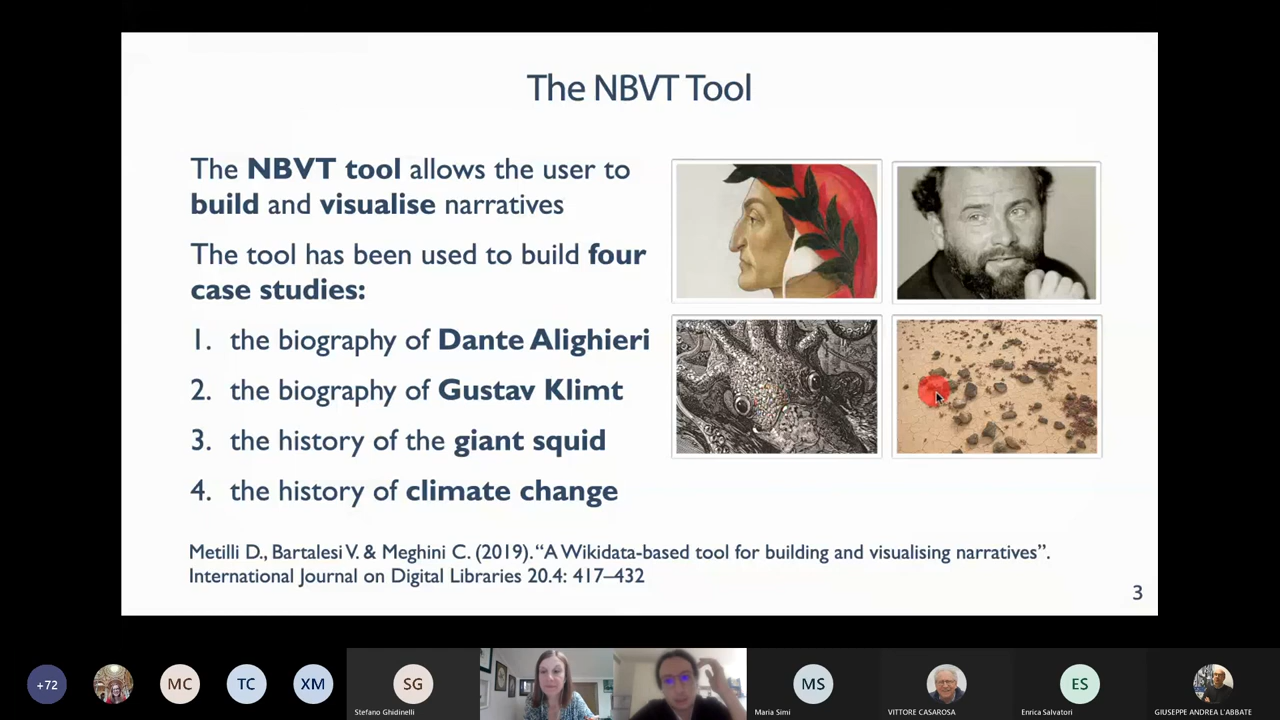 The NBVT Tool
The NBVT tool allows the user to
build and visualise narratives
The tool has been used to build four
case studies:
1. the biography of Dante Alighieri
2. the biography of Gustav Klimt
3. the history of the giant squid
4. the history of climate change
Metilli D., Bartalesi V. & Meghini C. (2019). “A Wikidata-based tool for building and visualising narratives”.
International Journal on Digital Libraries 20.4: 417–432
3
+72
MC
TC
XM
SG
MS
ES
Stefano Ghidinelli
Maria Simi
VITTORE CASAROSA
Enrica Salvatori
GIUSEPPE ANDREA L'ABBATE